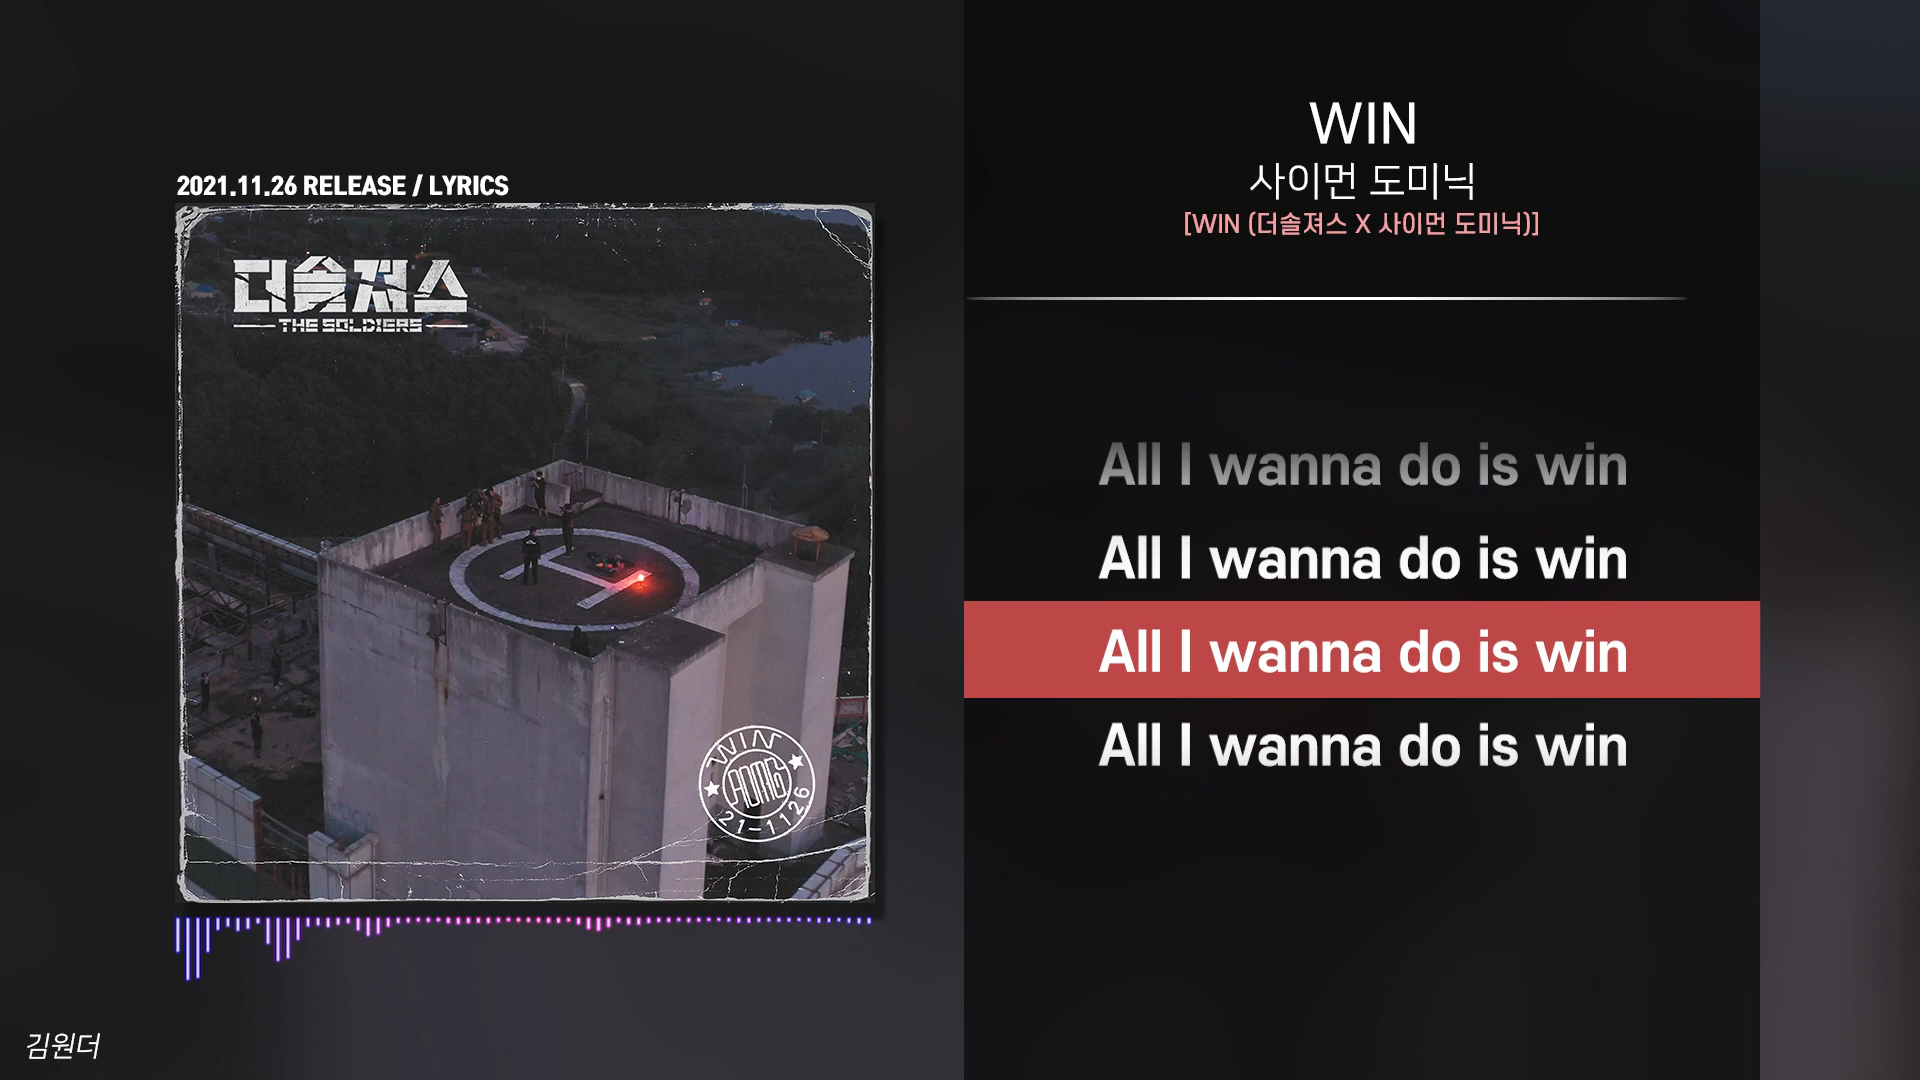 2021.11.26 RELEASE / LYRICS
더솔져스
THE SOLDIERS
WIN
AOMG
21-1126
김원더
WIN
사이먼 도미닉
[WIN (더솔져스 X 사이먼 도미닉)]
All I wanna do is win
All I wanna do is win
All I wanna do is win
All I wanna do is win